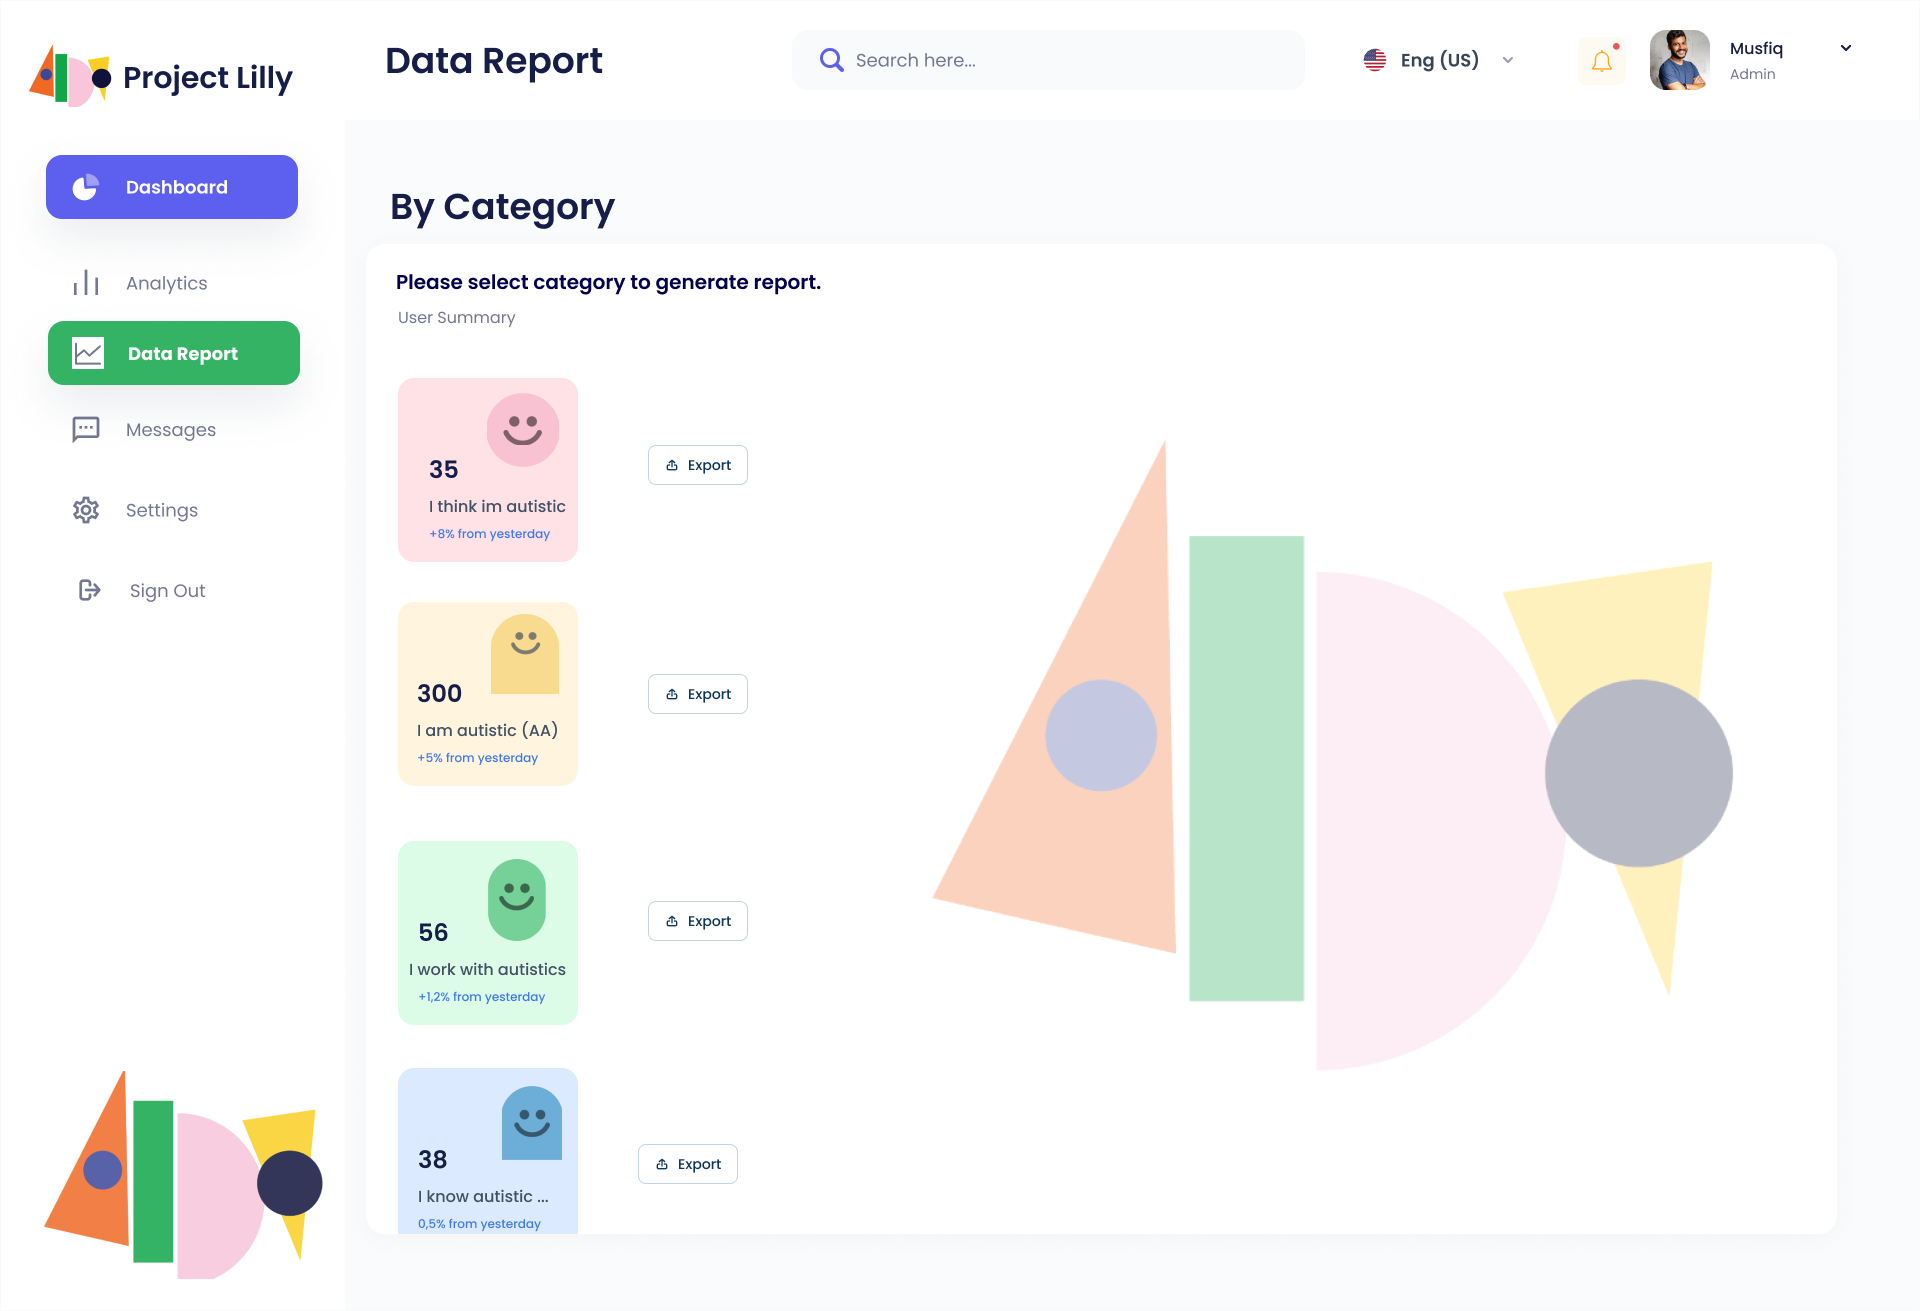 Project Lilly
Data Report
Search here...
Eng (US)
Musfiq
Admin
Dashboard
Analytics
Data Report
Messages
Settings
Sign Out
By Category
Please select category to generate report.
User Summary
35
I think im autistic
+8% from yesterday
Export
300
I am autistic (AA)
+5% from yesterday
Export
56
I work with autistics
+1,2% from yesterday
Export
38
I know autistic ...
0,5% from yesterday
Export